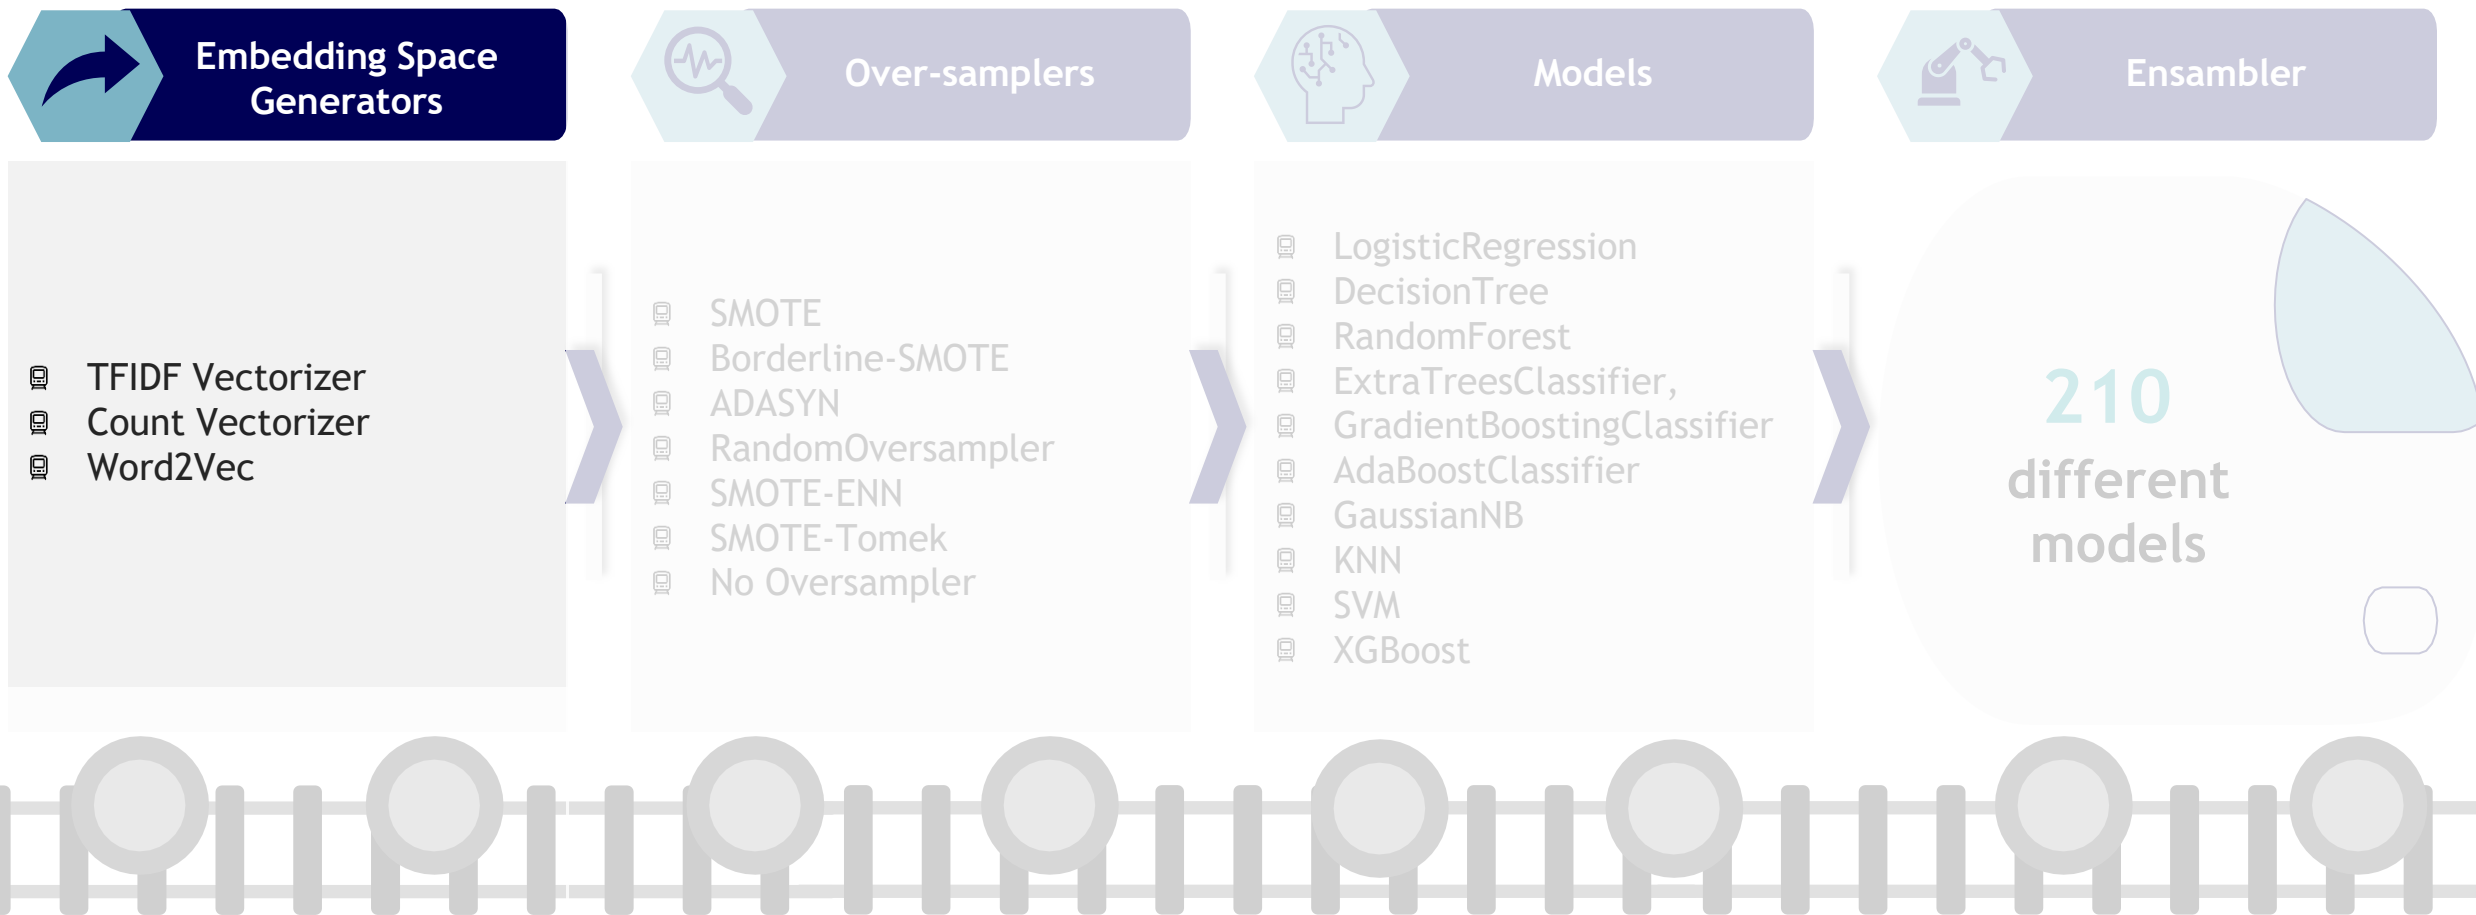 Embedding Space
Generators
TFIDF Vectorizer
Count Vectorizer
Word2Vec
Over-samplers
SMOTE
Borderline-SMOTE
ADASYN
RandomOversampler
SMOTE-ENN
SMOTE-Tomek
No Oversampler
Models
LogisticRegression
DecisionTree
RandomForest
ExtraTreesClassifier,
GradientBoostingClassifier
AdaBoostClassifier
GaussianNB
KNN
SVM
XGBoost
Ensambler
210
different
models